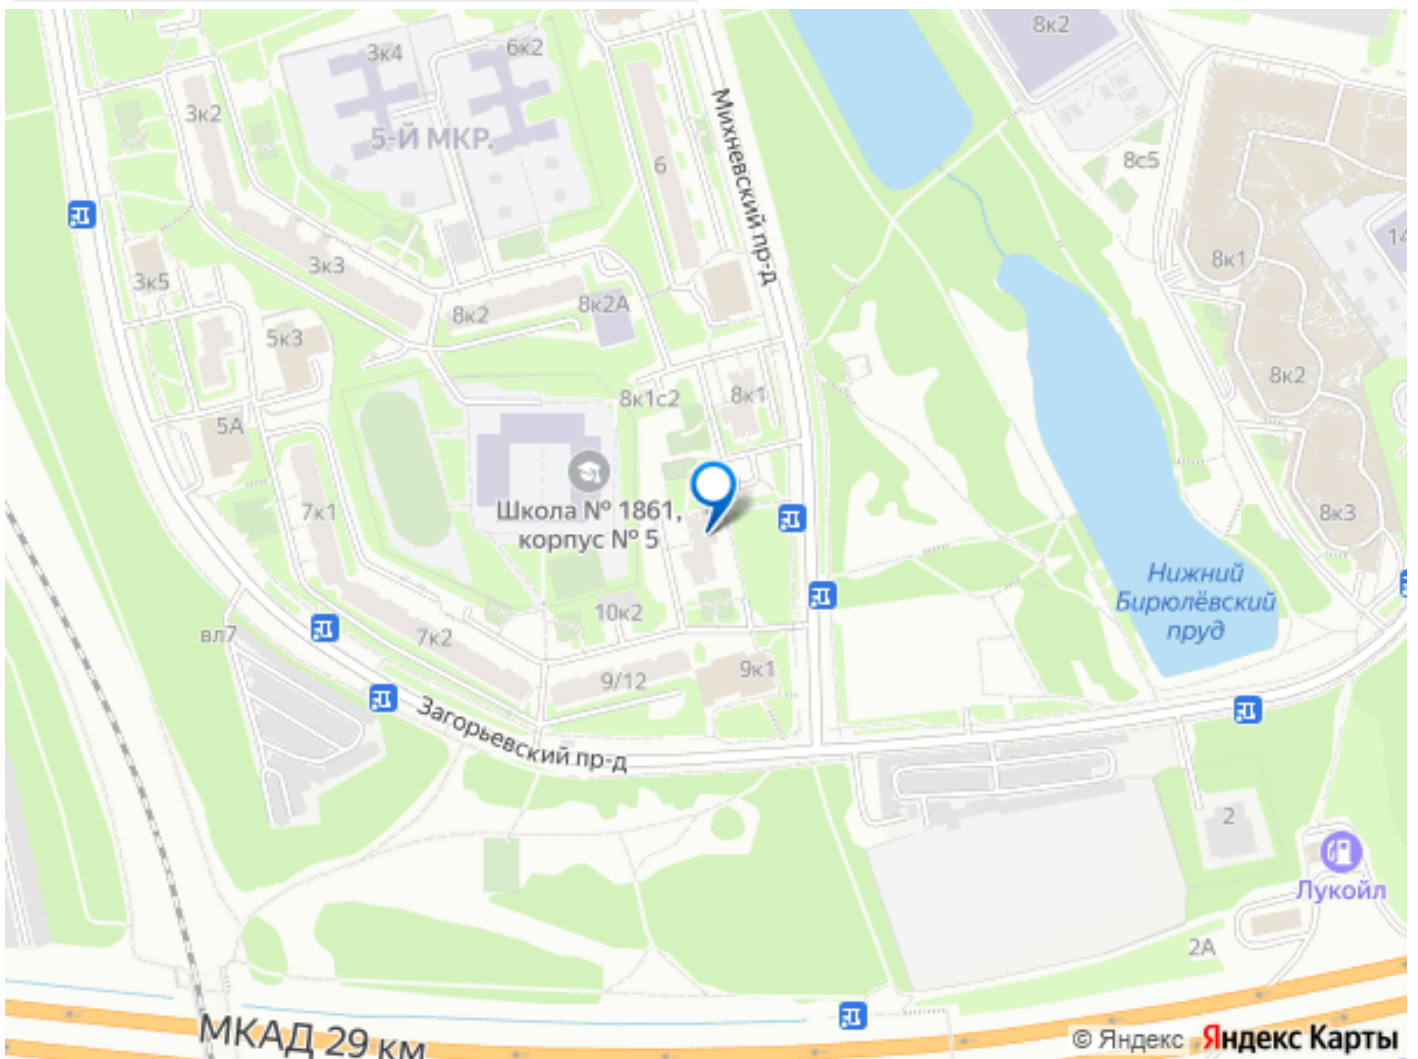 8к2
3к4
6к2
5-Й МКР.
3к2
Михневский пр-д
6
8с5
14
8к1
3к3
3к5
8к2
8к2А
5к3
8к1с2
8к1
8к2
5А
7к1
Школа № 1861,
корпус № 5
8к3
Нижний
Бирюлёвский
пруд
10к2
вл7
7к2
9/12
9к1
Загорьевский пр-д
2
Лукойл
2А
МКАД 29 км
© Яндекс Яндекс Карты